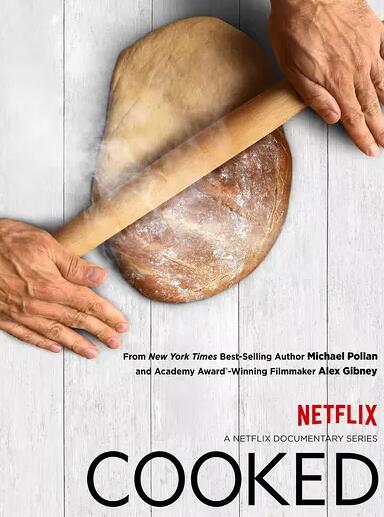 From New York Times Best-Selling Author Michael Pollan
and Academy Award®-Winning Filmmaker Alex Gibney
NETFLIX
A NETFLIX DOCUMENTARY SERIES
COOKED